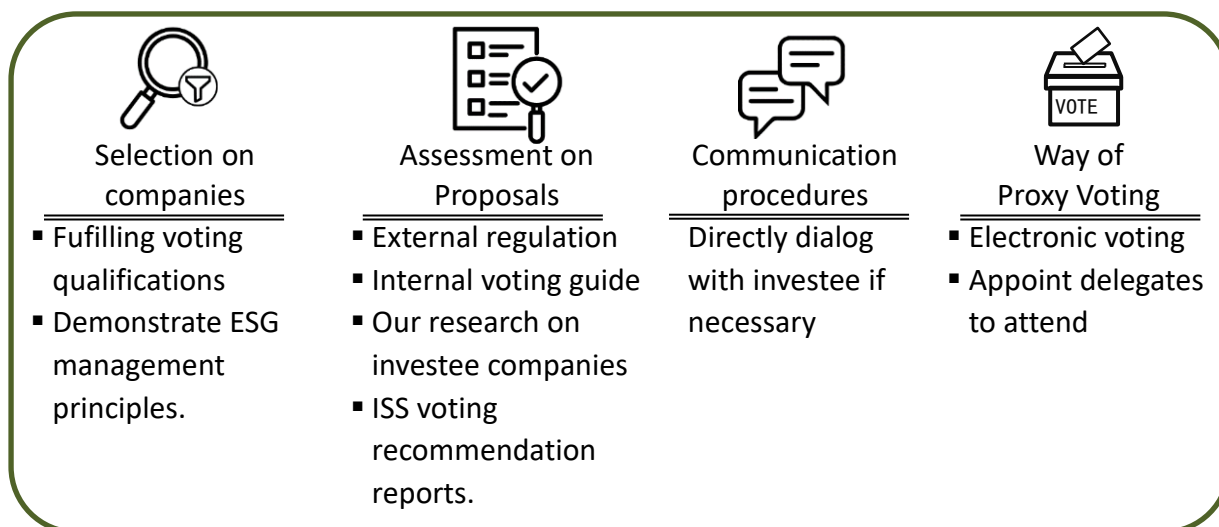 VOTE
Selection on
companies
▪ Fufilling voting
qualifications
▪ Demonstrate ESG
management
principles.
Assessment on
Proposals
▪ External regulation
▪ Internal voting guide
▪ Our research on
investee companies
▪ ISS voting
recommendation
reports.
Communication
procedures
Directly dialog
with investee if
necessary
Way of
Proxy Voting
▪ Electronic voting
▪ Appoint delegates
to attend